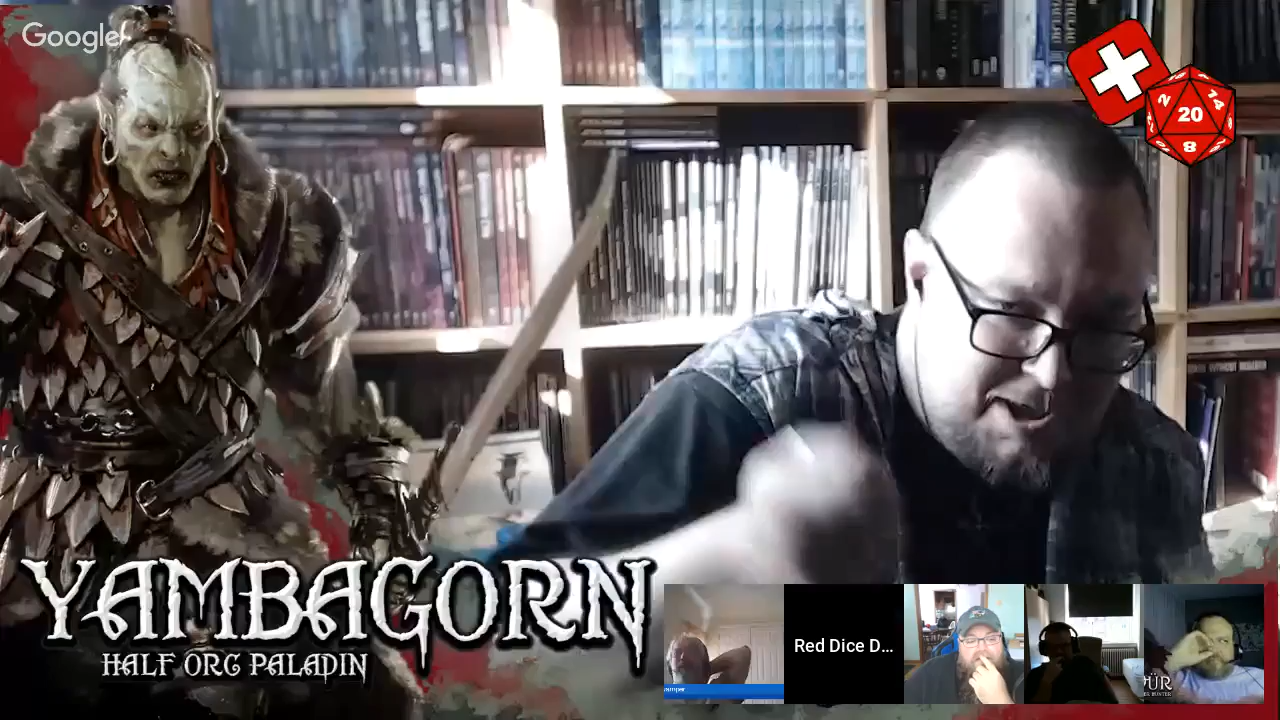 Google
20
2
14
8
YAMBAGORN
HALF ORC PALADIN
Red Dice D...